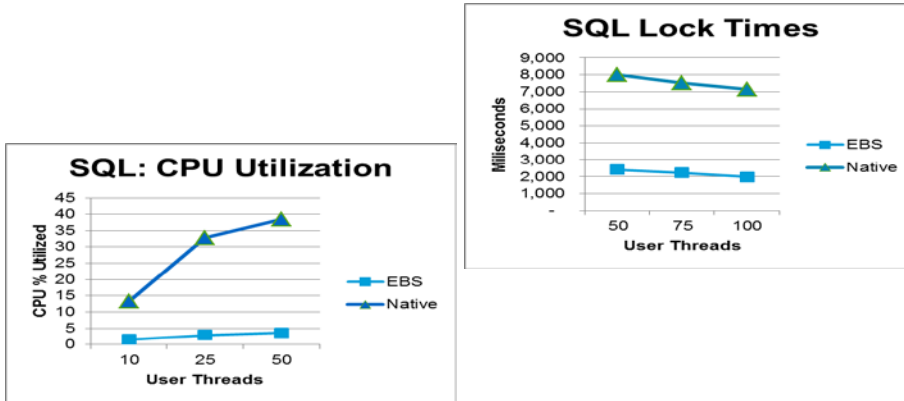 SQL Lock Times
9,000
8,000
7,000
6,000
5,000
4,000
3,000
2,000
1,000
-
Miliseconds
50 75 100
User Threads
EBS
Native
SQL: CPU Utilization
45
40
35
30
25
20
15
10
5
0
CPU % Utilized
10 25 50
User Threads
EBS
Native